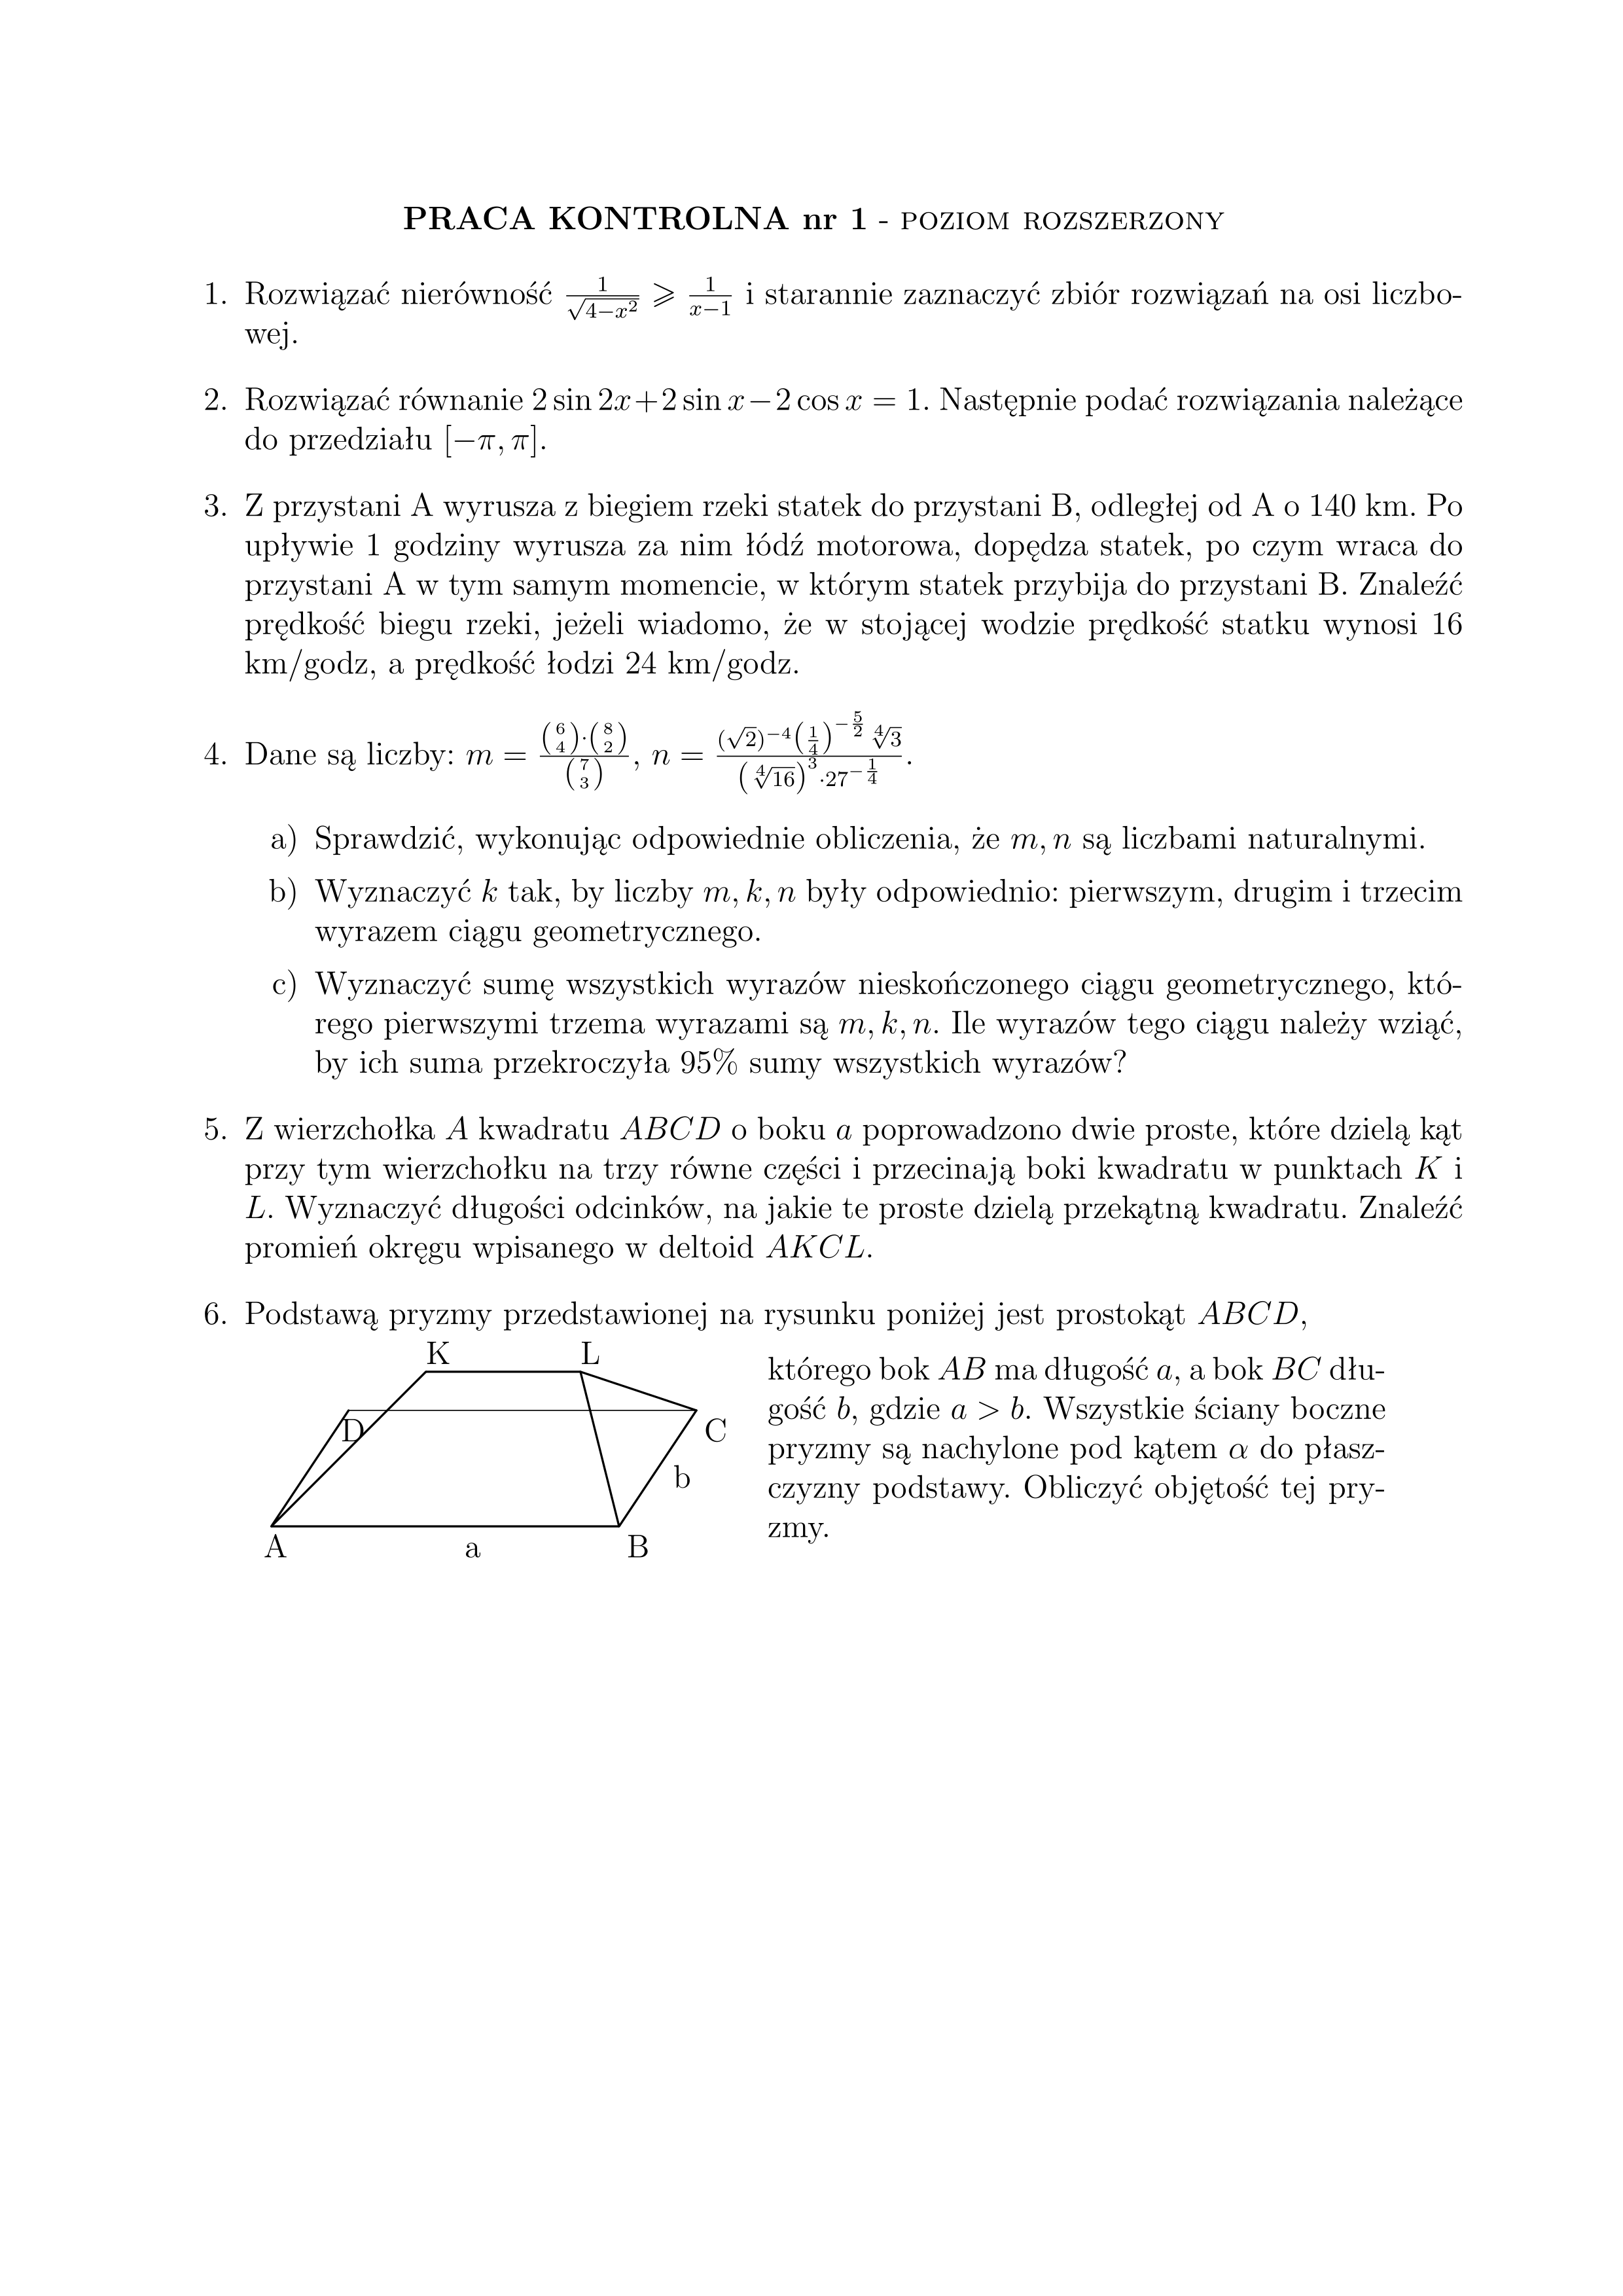 PRACA KONTROLNA nr 1 - POZIOM ROZSZERZONY
1. Rozwiązać nierówność $\frac{1}{\sqrt{4-x^2}} \geqslant \frac{1}{x-1}$ i starannie zaznaczyć zbiór rozwiązań na osi liczbo-
wej.
2. Rozwiązać równanie $2\sin 2x+2\sin x-2\cos x = 1$. Następnie podać rozwiązania należące
do przedziału $[-\pi, \pi]$.
3. Z przystani A wyrusza z biegiem rzeki statek do przystani B, odległej od A o 140 km. Po
upływie 1 godziny wyrusza za nim łódź motorowa, dopędza statek, po czym wraca do
przystani A w tym samym momencie, w którym statek przybija do przystani B. Znaleźć
prędkość biegu rzeki, jeżeli wiadomo, że w stojącej wodzie prędkość statku wynosi 16
km/godz, a prędkość łodzi 24 km/godz.
4. Dane są liczby: $m = \frac{\binom{6}{4}\cdot\binom{8}{2}}{\binom{7}{3}}$, $n = \frac{(\sqrt{2})^{-4}\left(\frac{1}{4}\right)^{-\frac{5}{2}}\sqrt[4]{3}}{\left(\sqrt[4]{16}\right)^3\cdot 27^{-\frac{1}{4}}}$.
a) Sprawdzić, wykonując odpowiednie obliczenia, że $m, n$ są liczbami naturalnymi.
b) Wyznaczyć $k$ tak, by liczby $m, k, n$ były odpowiednio: pierwszym, drugim i trzecim
wyrazem ciągu geometrycznego.
c) Wyznaczyć sumę wszystkich wyrazów nieskończonego ciągu geometrycznego, któ-
rego pierwszymi trzema wyrazami są $m, k, n$. Ile wyrazów tego ciągu należy wziąć,
by ich suma przekroczyła 95% sumy wszystkich wyrazów?
5. Z wierzchołka $A$ kwadratu $ABCD$ o boku $a$ poprowadzono dwie proste, które dzielą kąt
przy tym wierzchołku na trzy równe części i przecinają boki kwadratu w punktach $K$ i
$L$. Wyznaczyć długości odcinków, na jakie te proste dzielą przekątną kwadratu. Znaleźć
promień okręgu wpisanego w deltoid $AKCL$.
6. Podstawą pryzmy przedstawionej na rysunku poniżej jest prostokąt $ABCD$,
K L
D
C
b
A a B
którego bok $AB$ ma długość $a$, a bok $BC$ dłu-
gość $b$, gdzie $a > b$. Wszystkie ściany boczne
pryzmy są nachylone pod kątem $\alpha$ do płasz-
czyzny podstawy. Obliczyć objętość tej pry-
zmy.